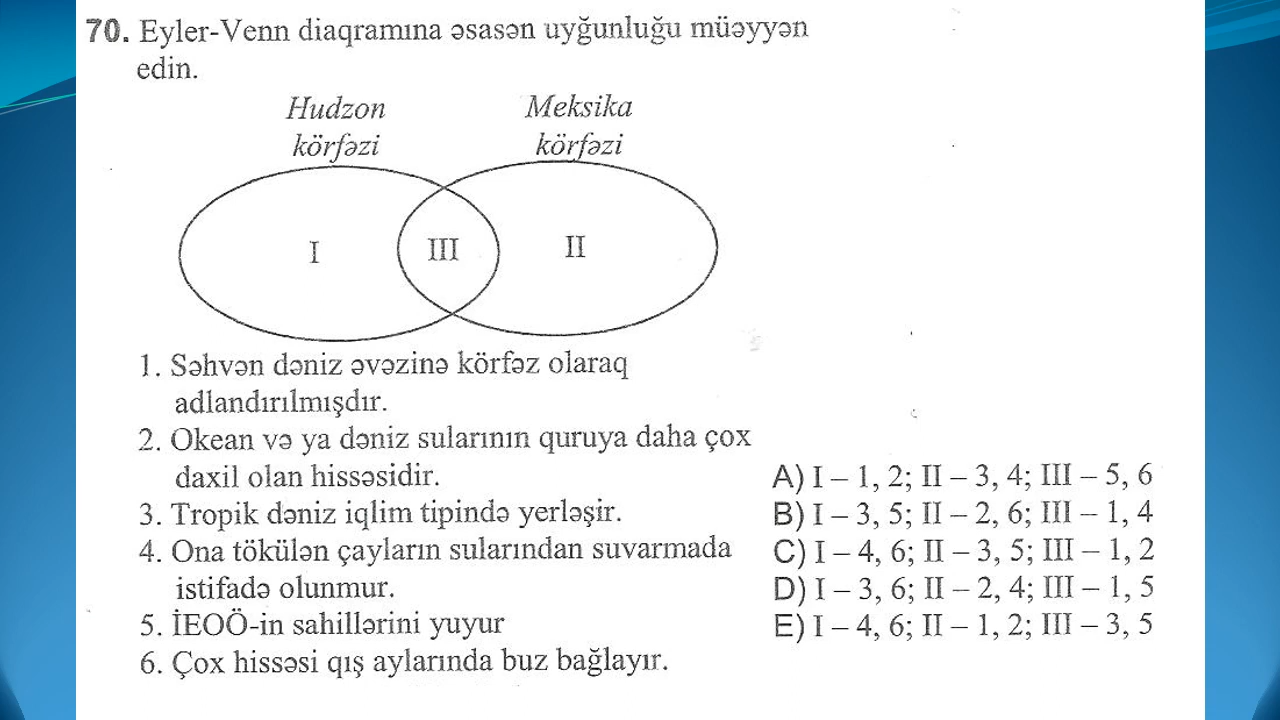 70. Eyler-Venn diaqramına əsasən uyğunluğu müəyyən
edin.
Hudzon
körfəzi
Meksika
körfəzi
I
III
II
1. Səhvən dəniz əvəzinə körfəz olaraq
adlandırılmışdır.
2. Okean və ya dəniz sularının quruya daha çox
daxil olan hissəsidir.
3. Tropik dəniz iqlim tipində yerləşir.
4. Ona tökülən çayların sularından suvarmada
istifadə olunmur.
5. İEOÖ-in sahillərini yuyur
6. Çox hissəsi qış aylarında buz bağlayır.
A) I – 1, 2; II – 3, 4; III – 5, 6
B) I – 3, 5; II – 2, 6; III – 1, 4
C) I – 4, 6; II – 3, 5; III – 1, 2
D) I – 3, 6; II – 2, 4; III – 1, 5
E) I – 4, 6; II – 1, 2; III – 3, 5